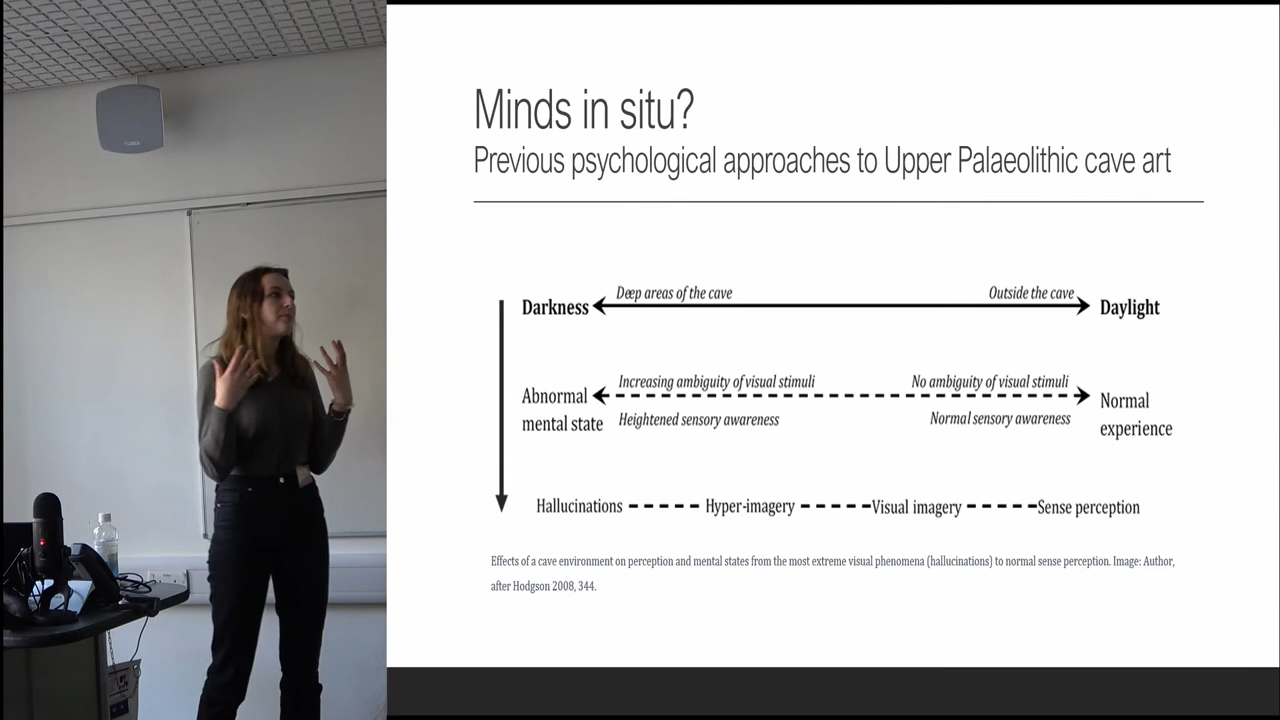 Minds in situ?
Previous psychological approaches to Upper Palaeolithic cave art
Deep areas of the cave
Outside the cave
Darkness
Daylight
Increasing ambiguity of visual stimuli
No ambiguity of visual stimuli
Abnormal
mental state
Normal
experience
Heightened sensory awareness
Normal sensory awareness
Hallucinations
Hyper-imagery
Visual imagery
Sense perception
Effects of a cave environment on perception and mental states from the most extreme visual phenomena (hallucinations) to normal sense perception. Image: Author,
after Hodgson 2008, 344.